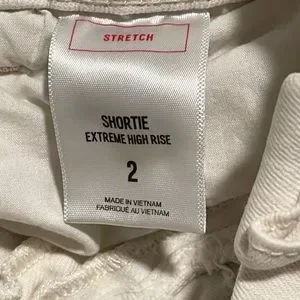 STRETCH
SHORTIE
EXTREME HIGH RISE
2
MADE IN VIETNAM
FABRIQUÉ AU VIETNAM